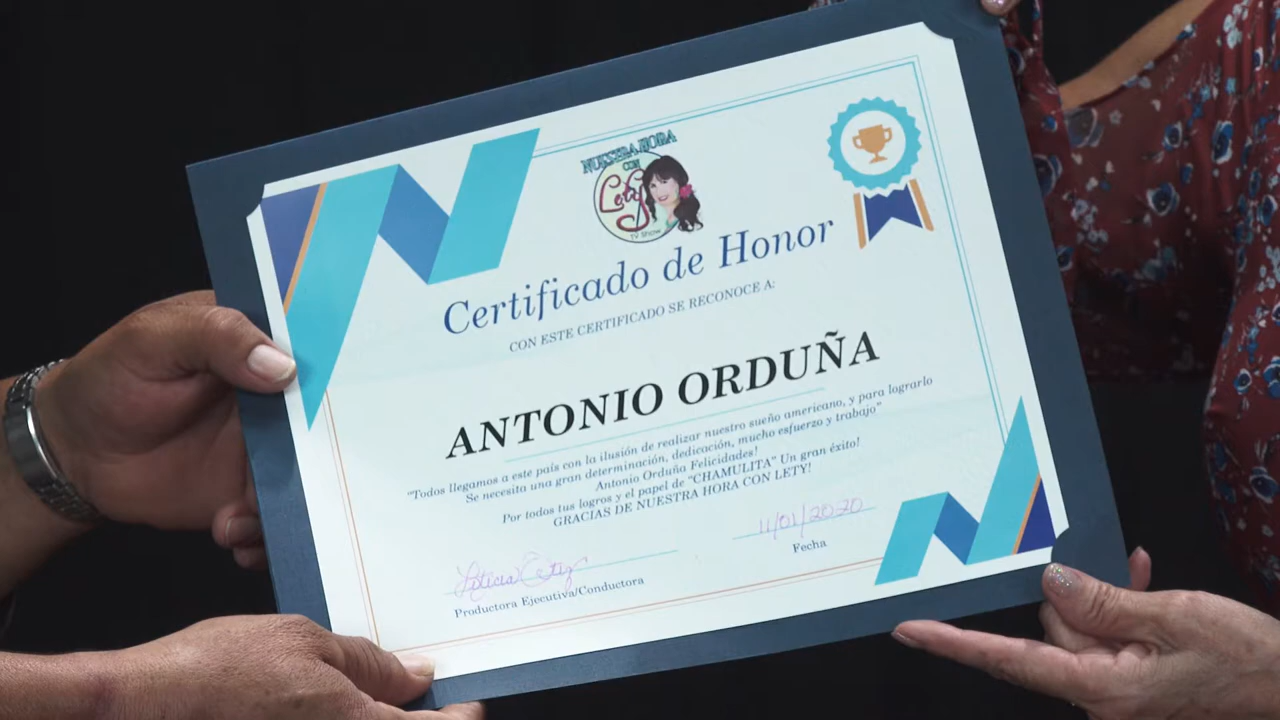 NUESTRA HORA
CON
Lety
TV Show
Certificado de Honor
CON ESTE CERTIFICADO SE RECONOCE A:
ANTONIO ORDUÑA
"Todos llegamos a este país con la ilusión de realizar nuestro sueño americano, y para lograrlo
Se necesita una gran determinación, dedicación, mucho esfuerzo y trabajo"
Antonio Orduña Felicidades!
Por todos tus logros y el papel de "CHAMULITA" Un gran éxito!
GRACIAS DE NUESTRA HORA CON LETY!
11/01/2020
Fecha
Leticia Ortiz
Productora Ejecutiva/Conductora